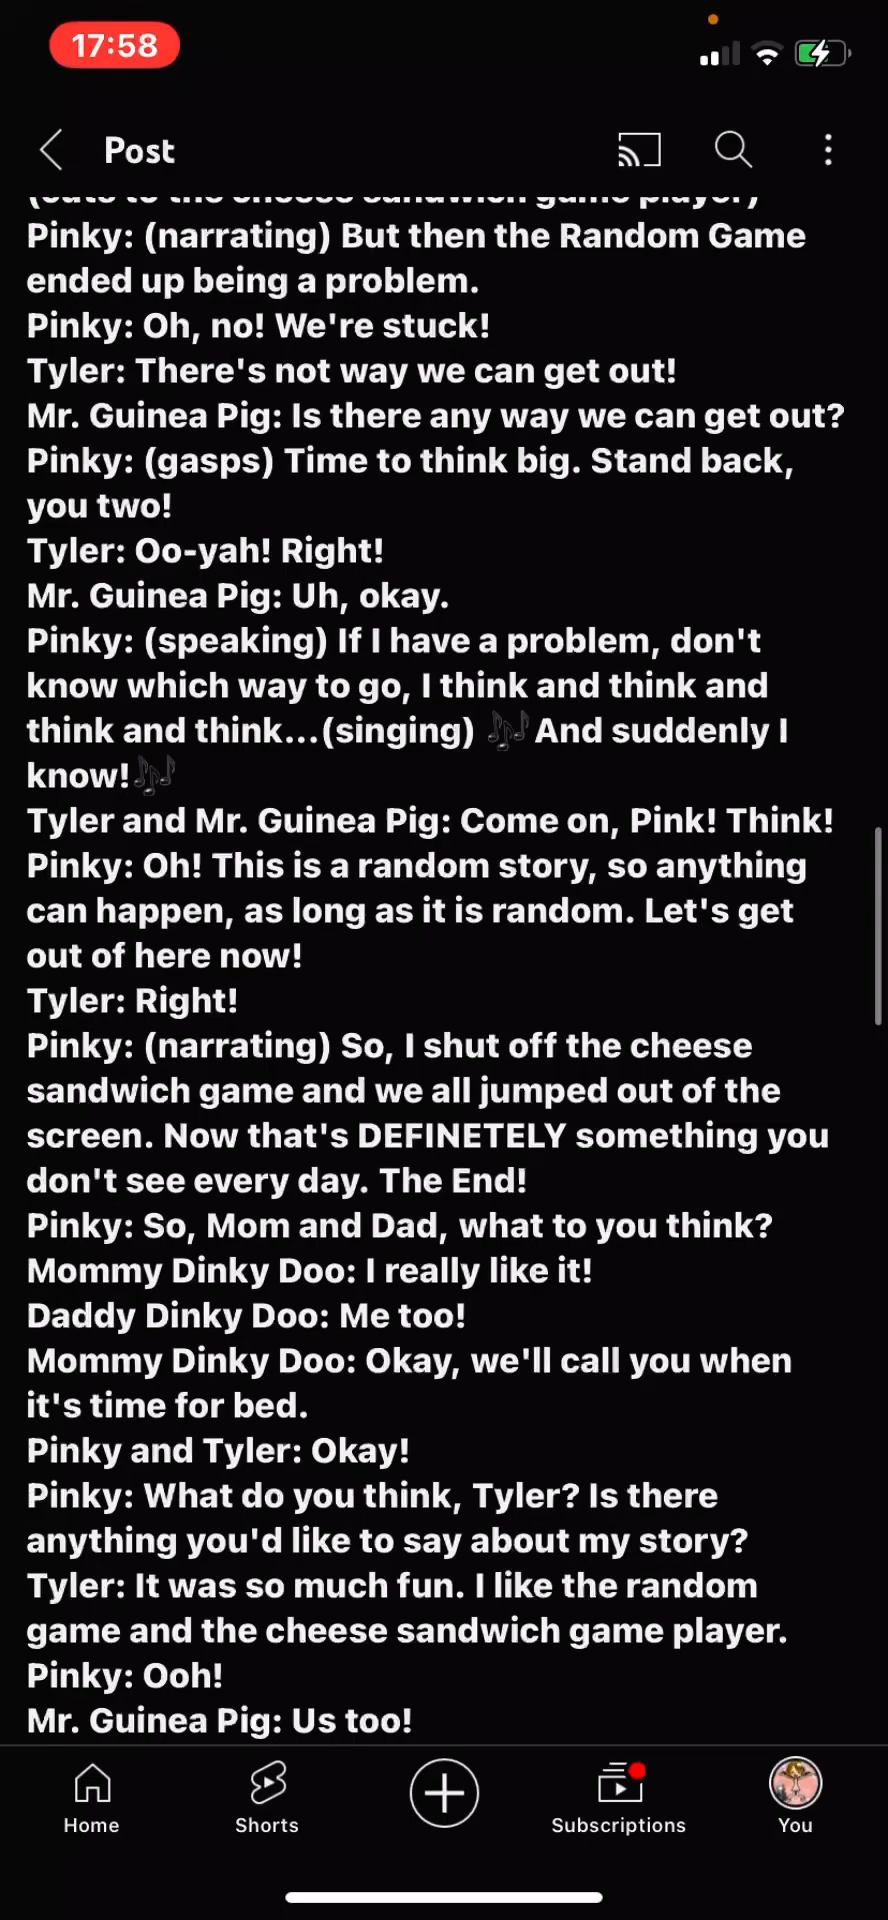 17:58
Post
(cuts to the cheese sandwich game player)
Pinky: (narrating) But then the Random Game
ended up being a problem.
Pinky: Oh, no! We're stuck!
Tyler: There's not way we can get out!
Mr. Guinea Pig: Is there any way we can get out?
Pinky: (gasps) Time to think big. Stand back,
you two!
Tyler: Oo-yah! Right!
Mr. Guinea Pig: Uh, okay.
Pinky: (speaking) If I have a problem, don't
know which way to go, I think and think and
think and think...(singing) 🎶And suddenly I
know!🎶
Tyler and Mr. Guinea Pig: Come on, Pink! Think!
Pinky: Oh! This is a random story, so anything
can happen, as long as it is random. Let's get
out of here now!
Tyler: Right!
Pinky: (narrating) So, I shut off the cheese
sandwich game and we all jumped out of the
screen. Now that's DEFINETELY something you
don't see every day. The End!
Pinky: So, Mom and Dad, what to you think?
Mommy Dinky Doo: I really like it!
Daddy Dinky Doo: Me too!
Mommy Dinky Doo: Okay, we'll call you when
it's time for bed.
Pinky and Tyler: Okay!
Pinky: What do you think, Tyler? Is there
anything you'd like to say about my story?
Tyler: It was so much fun. I like the random
game and the cheese sandwich game player.
Pinky: Ooh!
Mr. Guinea Pig: Us too!
Home Shorts Subscriptions You